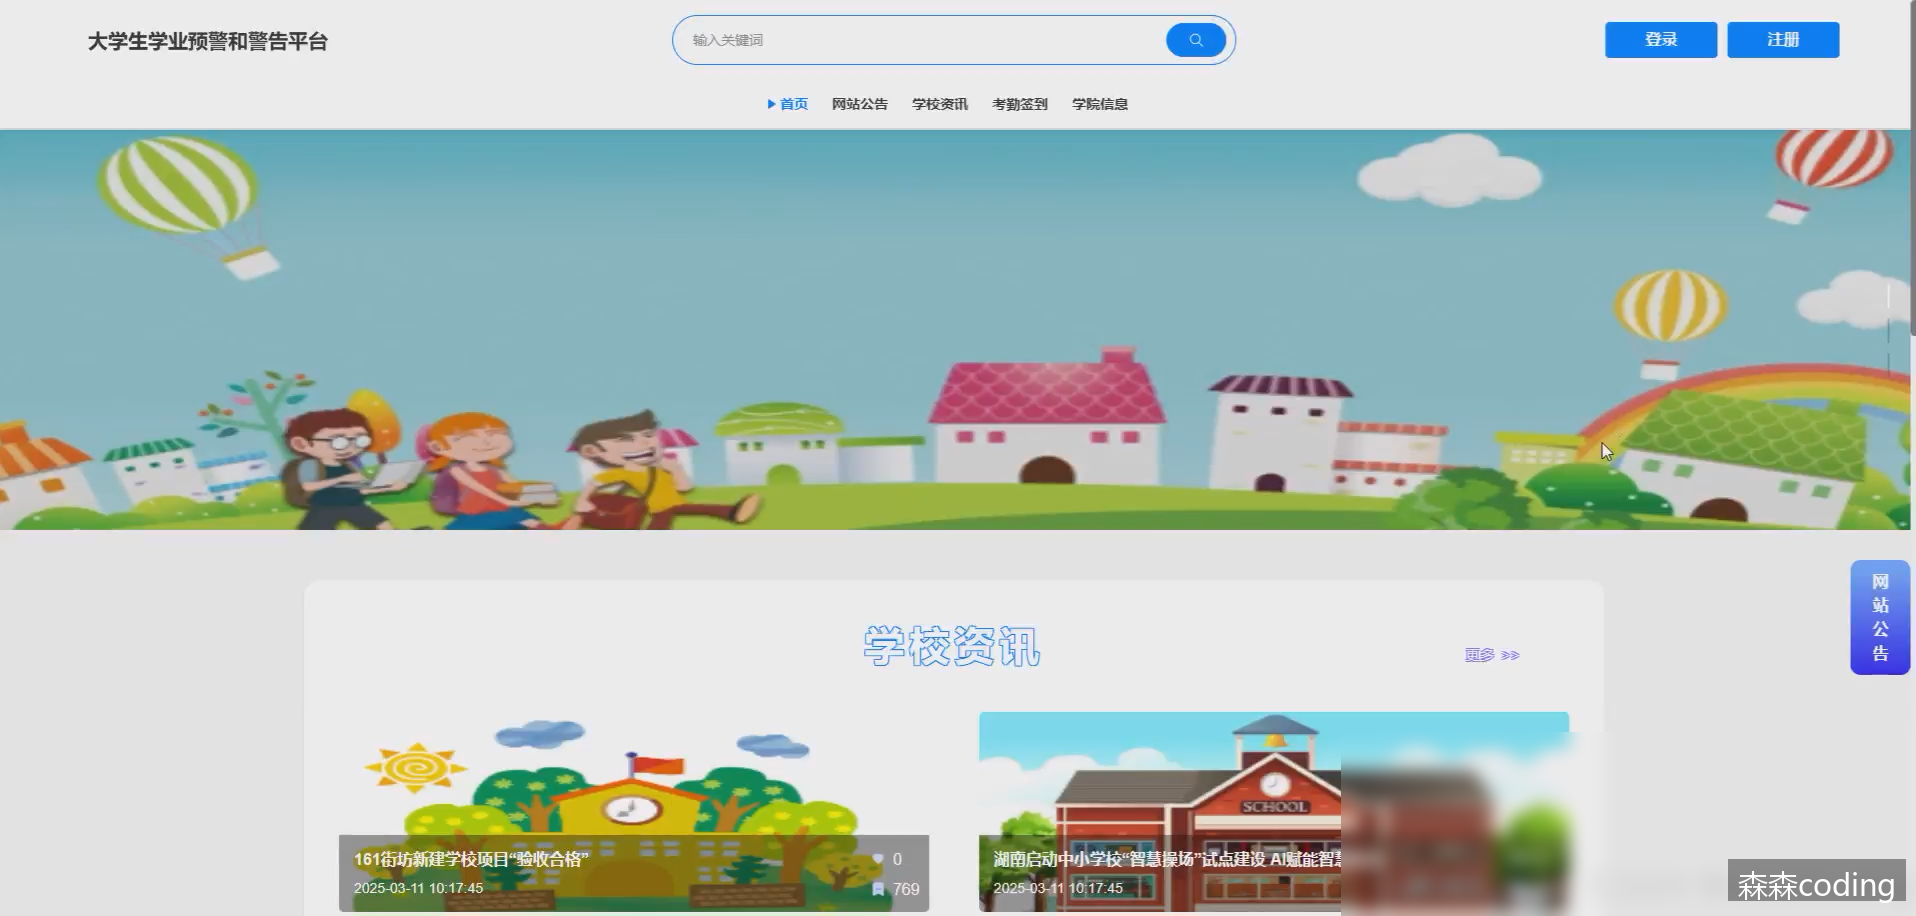 大学生学业预警和警告平台
输入关键词
登录
注册
首页
网站公告
学校资讯
考勤签到
学院信息
网站公告
学校资讯
更多 >>
SCHOOL
161街坊新建学校项目“验收合格”
0
2025-03-11 10:17:45
769
湖南启动中小学校“智慧操场”试点建设 AI赋能智慧
2025-03-11 10:17:45
森森coding